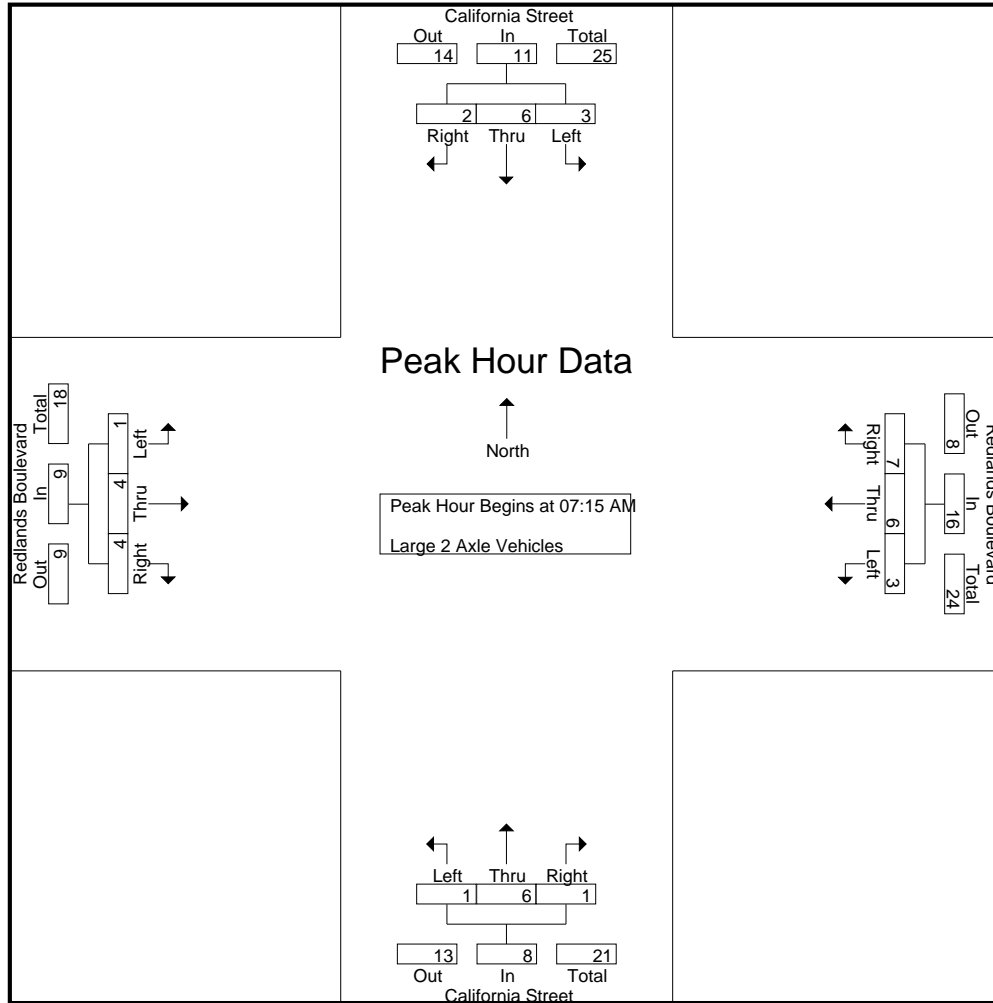 California Street
Out In Total
14 11 25
2 6 3
Right Thru Left
Peak Hour Data
North
Peak Hour Begins at 07:15 AM
Large 2 Axle Vehicles
Redlands Boulevard
Out In Total
9 9 18
1 4 4
Left Thru Right
Redlands Boulevard
Out In Total
8 16 24
7 6 3
Right Thru Left
Left Thru Right
1 6 1
13 8 21
Out In Total
California Street